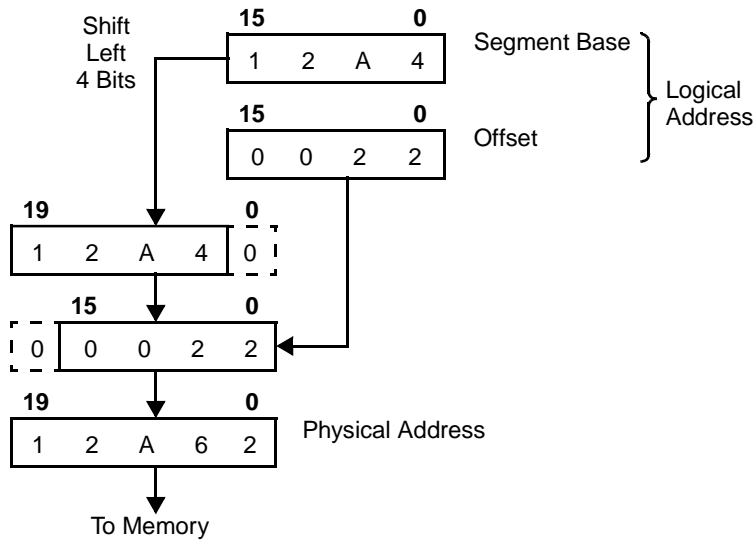 Shift
Left
4 Bits
15 0
1 2 A 4
Segment Base
15 0
0 0 2 2
Offset
Logical
Address
19 0
1 2 A 4 0
15 0
0 0 0 2 2
19 0
1 2 A 6 2
Physical Address
To Memory